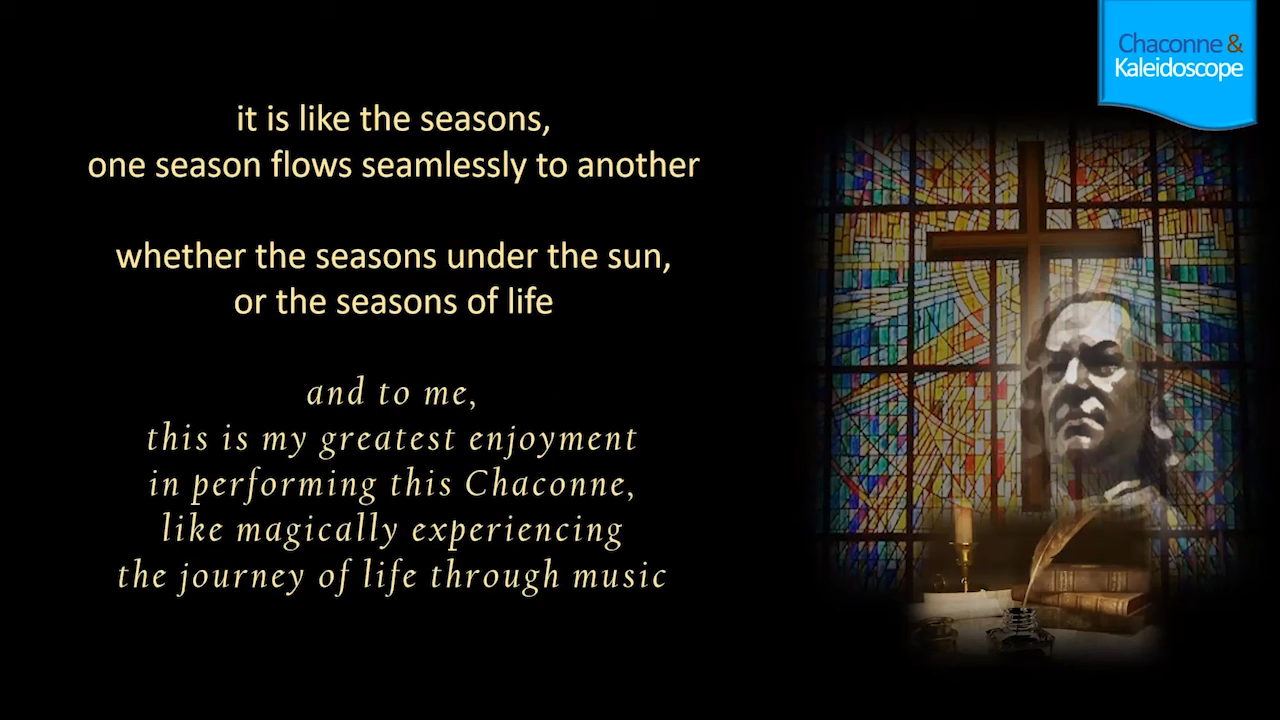 Chaconne &
Kaleidoscope
it is like the seasons,
one season flows seamlessly to another
whether the seasons under the sun,
or the seasons of life
and to me,
this is my greatest enjoyment
in performing this Chaconne,
like magically experiencing
the journey of life through music